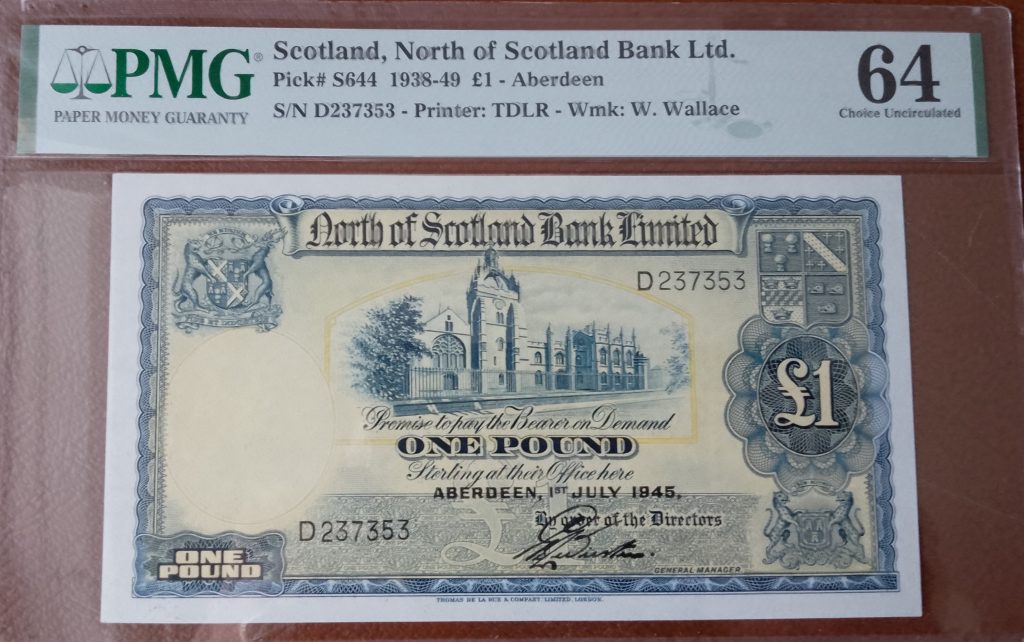 PMG®
PAPER MONEY GUARANTY
Scotland, North of Scotland Bank Ltd.
Pick# S644 1938-49 £1 - Aberdeen
S/N D237353 - Printer: TDLR - Wmk: W. Wallace
64
Choice Uncirculated
North of Scotland Bank Limited
D237353
£1
Promise to pay the Bearer on Demand
ONE POUND
Sterling at their Office here
ABERDEEN, 1ST JULY 1945,
By order of the Directors
D237353
GENERAL MANAGER
ONE
POUND
THOMAS DE LA RUE & COMPANY, LIMITED, LONDON.